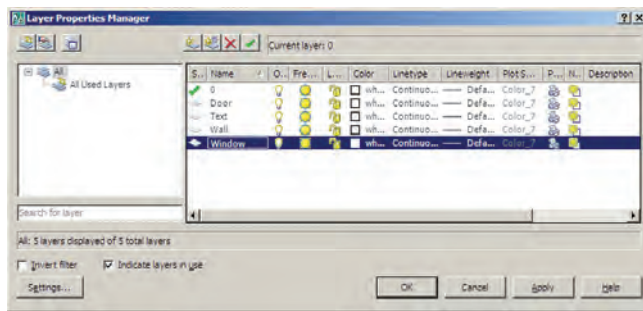 Layer Properties Manager
Current layer: 0
All
All Used Layers
S.. Name O.. Fre... L... Color Linetype Lineweight Plot S... P... N.. Description
0 wh... Continuo... Defa... Color_7
Door wh... Continuo... Defa... Color_7
Text wh... Continuo... Defa... Color_7
Wall wh... Continuo... Defa... Color_7
Window wh... Continuo... Defa... Color_7
Search for layer
All: 5 layers displayed of 5 total layers
Invert filter Indicate layers in use
Settings... OK Cancel Apply Help